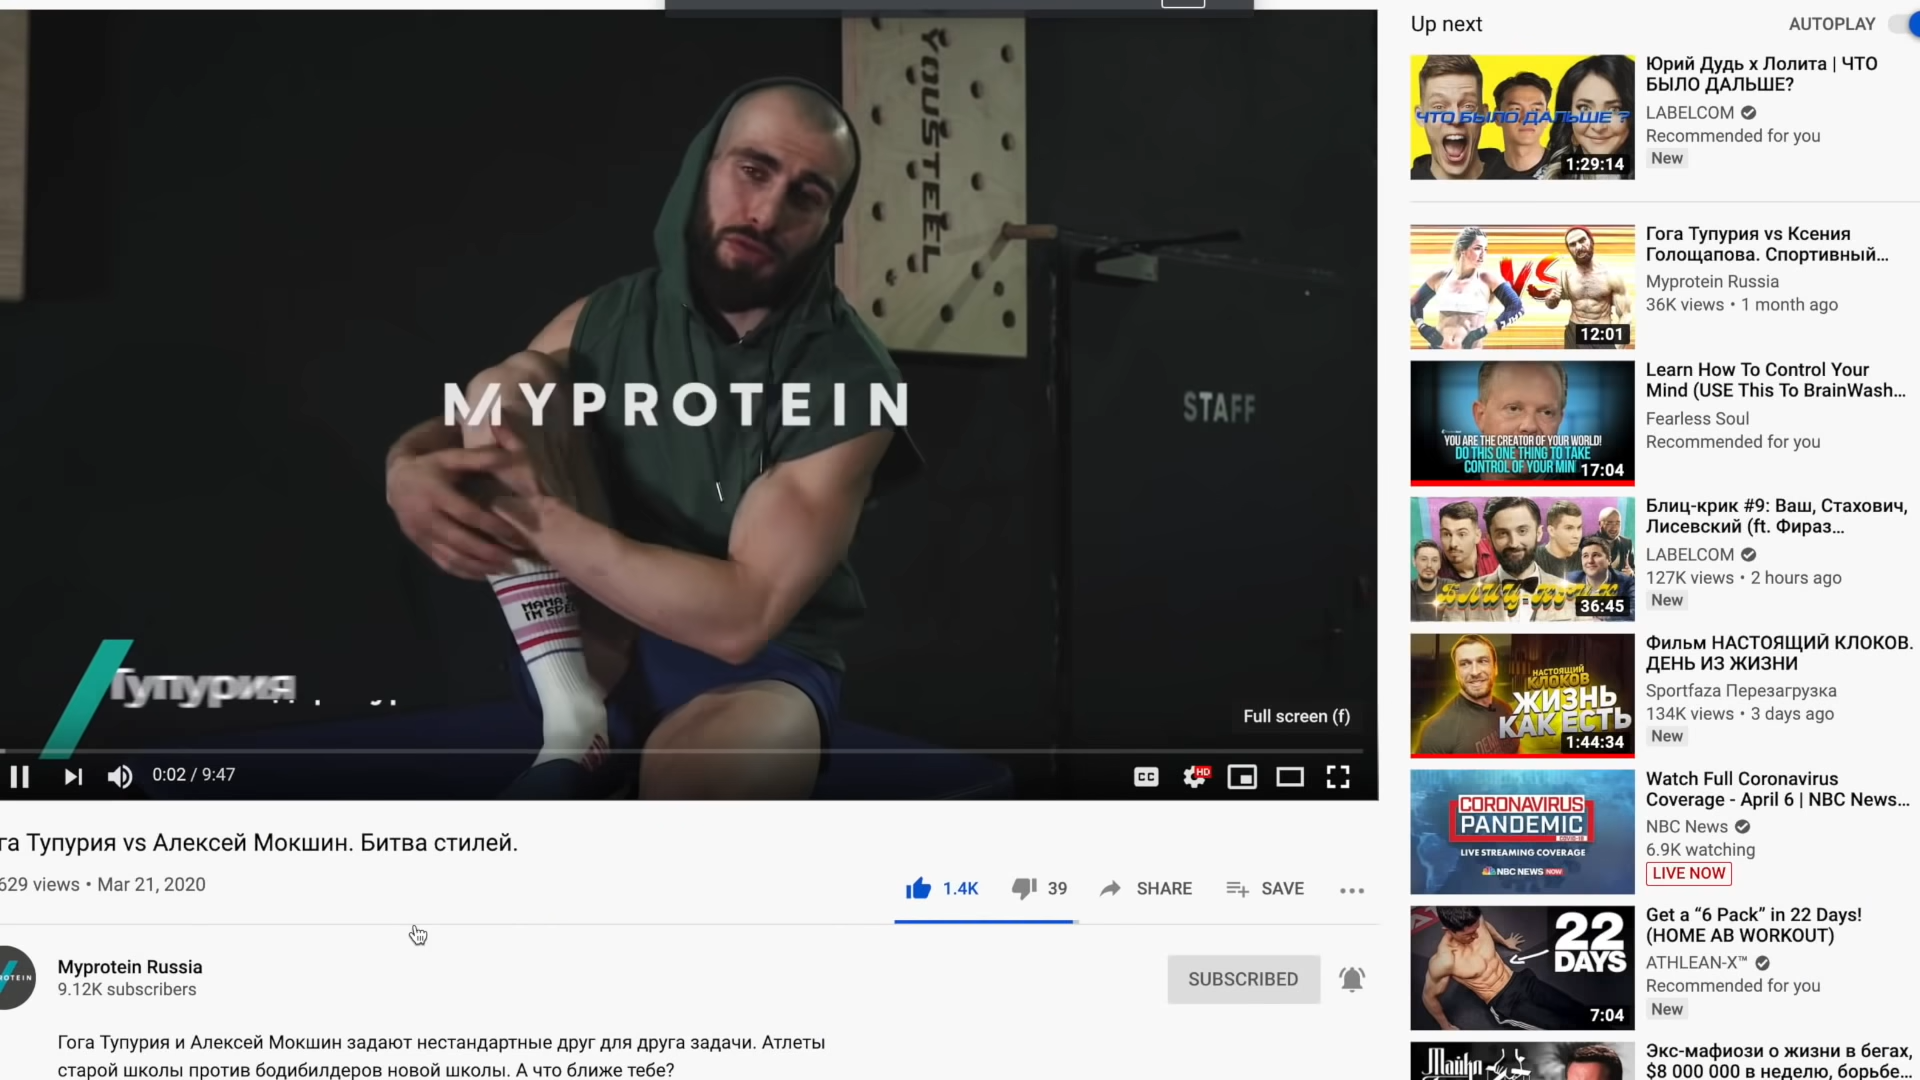 YOUSTEEL
MYPROTEIN
STAFF
MAMA
I'M SPE
Тупурия
Full screen (f)
0:02 / 9:47
CC
HD
га Тупурия vs Алексей Мокшин. Битва стилей.
629 views • Mar 21, 2020
1.4K
39
SHARE
SAVE
OTEIN
Myprotein Russia
9.12K subscribers
SUBSCRIBED
Гога Тупурия и Алексей Мокшин задают нестандартные друг для друга задачи. Атлеты
старой школы против бодибилдеров новой школы. А что ближе тебе?
Up next
AUTOPLAY
ЧТО БЫЛО ДАЛЬШЕ ?
1:29:14
Юрий Дудь х Лолита | ЧТО
БЫЛО ДАЛЬШЕ?
LABELCOM
Recommended for you
New
VS
12:01
Гога Тупурия vs Ксения
Голощапова. Спортивный...
Myprotein Russia
36K views • 1 month ago
YOU ARE THE CREATOR OF YOUR WORLD!
DO THIS ONE THING TO TAKE
CONTROL OF YOUR MIN
17:04
Learn How To Control Your
Mind (USE This To BrainWash...
Fearless Soul
Recommended for you
БЛИЦ-КРИК
36:45
Блиц-крик #9: Ваш, Стахович,
Лисевский (ft. Фираз...
LABELCOM
127K views • 2 hours ago
New
НАСТОЯЩИЙ
КЛОКОВ
ЖИЗНЬ
КАК ЕСТЬ
1:44:34
Фильм НАСТОЯЩИЙ КЛОКОВ.
ДЕНЬ ИЗ ЖИЗНИ
Sportfaza Перезагрузка
134K views • 3 days ago
New
CORONAVIRUS
PANDEMIC
LIVE STREAMING COVERAGE
NBC NEWS NOW
Watch Full Coronavirus
Coverage - April 6 | NBC News...
NBC News
6.9K watching
LIVE NOW
22
DAYS
7:04
Get a “6 Pack” in 22 Days!
(HOME AB WORKOUT)
ATHLEAN-X™
Recommended for you
New
Майкл
Экс-мафиози о жизни в бегах,
$8 000 000 в неделю, борьбе...